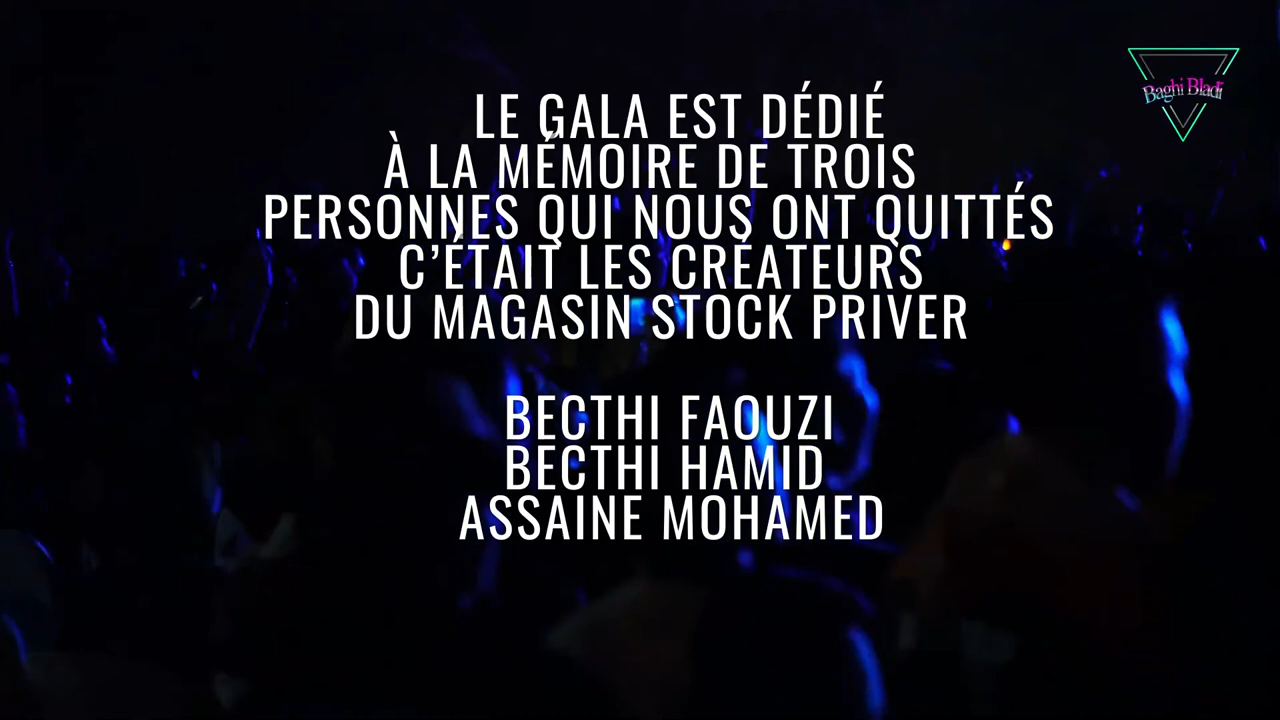 Baghi Bladi
LE GALA EST DÉDIÉ
À LA MÉMOIRE DE TROIS
PERSONNES QUI NOUS ONT QUITTÉS
C’ÉTAIT LES CRÉATEURS
DU MAGASIN STOCK PRIVER
BECTHI FAOUZI
BECTHI HAMID
ASSAINE MOHAMED